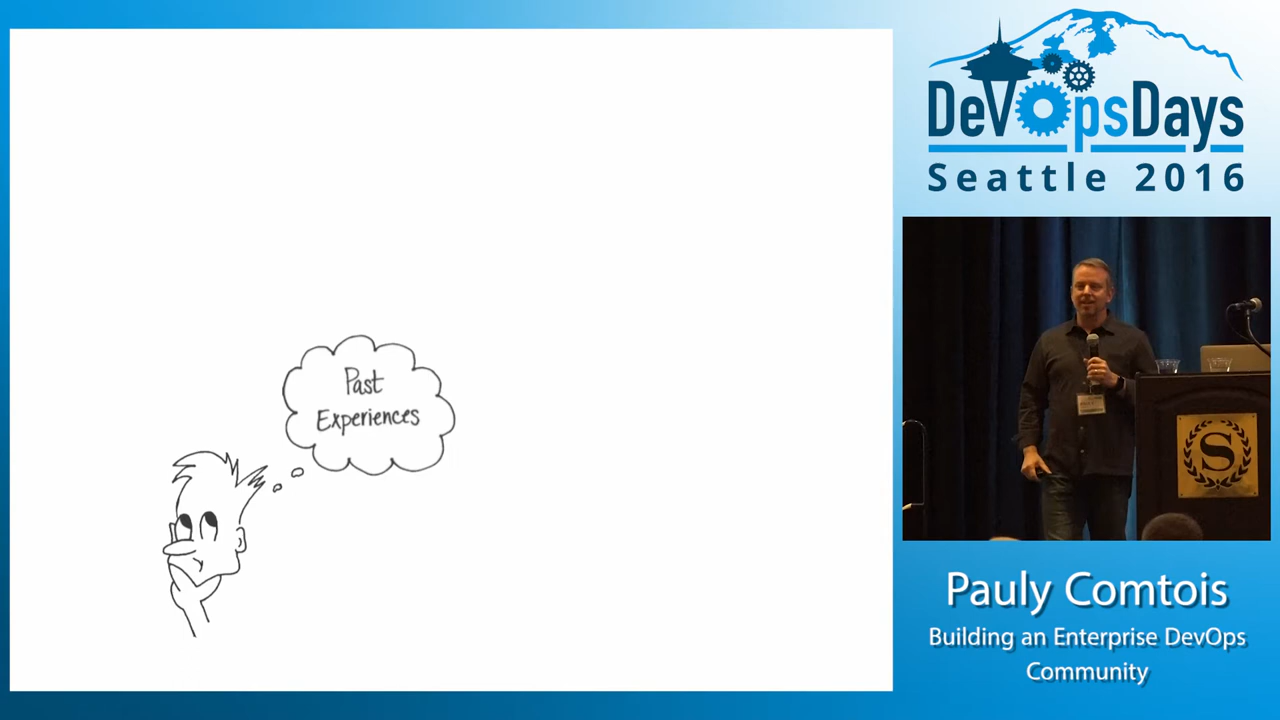 Past
Experiences
DevOpsDays
Seattle 2016
S
Pauly Comtois
Building an Enterprise DevOps
Community